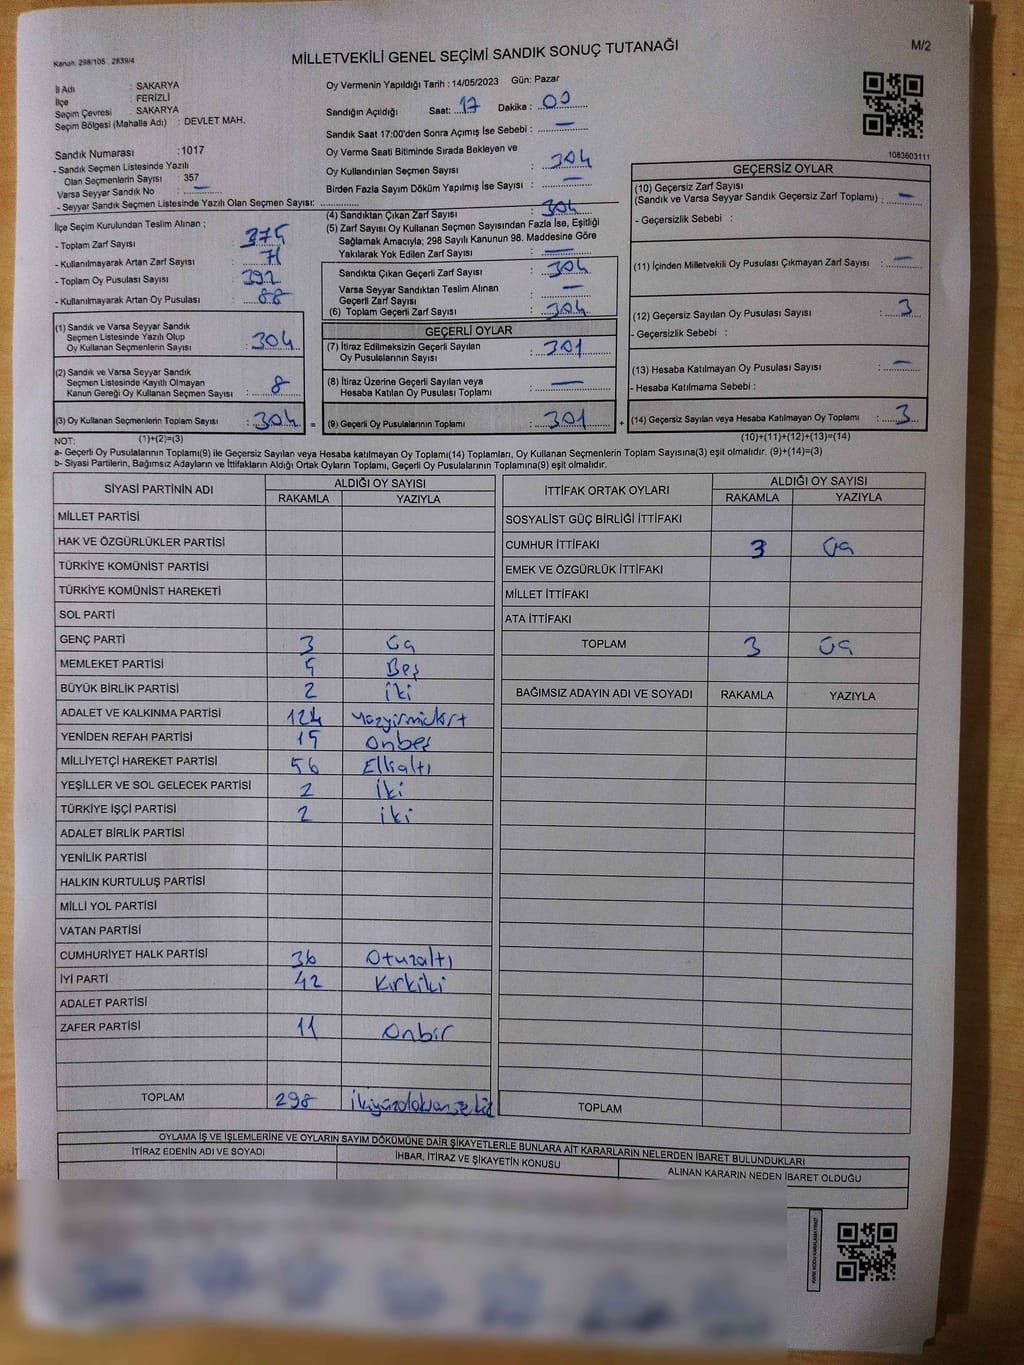 Kanun: 298/105 , 2839/4
MİLLETVEKİLİ GENEL SEÇİMİ SANDIK SONUÇ TUTANAĞI
M/2
İl Adı : SAKARYA
İlçe : FERİZLİ
Seçim Çevresi : SAKARYA
Seçim Bölgesi (Mahalle Adı) : DEVLET MAH.
Sandık Numarası : 1017
- Sandık Seçmen Listesinde Yazılı
Olan Seçmenlerin Sayısı : 357
Varsa Seyyar Sandık No : —
- Seyyar Sandık Seçmen Listesinde Yazılı Olan Seçmen Sayısı:
Oy Vermenin Yapıldığı Tarih : 14/05/2023 Gün: Pazar
Sandığın Açıldığı Saat: 17 Dakika : 00
Sandık Saat 17:00'den Sonra Açılmış İse Sebebi : —
Oy Verme Saati Bitiminde Sırada Bekleyen ve
Oy Kullandırılan Seçmen Sayısı : 304
Birden Fazla Sayım Döküm Yapılmış İse Sayısı : —
1083603111
İlçe Seçim Kurulundan Teslim Alınan ;
- Toplam Zarf Sayısı : 375
- Kullanılmayarak Artan Zarf Sayısı : 71
- Toplam Oy Pusulası Sayısı : 392
- Kullanılmayarak Artan Oy Pusulası : 88
(1) Sandık ve Varsa Seyyar Sandık
Seçmen Listesinde Yazılı Olup
Oy Kullanan Seçmenlerin Sayısı : 304
(2) Sandık ve Varsa Seyyar Sandık
Seçmen Listesinde Kayıtlı Olmayan
Kanun Gereği Oy Kullanan Seçmen Sayısı : 8
(3) Oy Kullanan Seçmenlerin Toplam Sayısı : 304
(4) Sandıktan Çıkan Zarf Sayısı : 304
(5) Zarf Sayısı Oy Kullanan Seçmen Sayısından Fazla İse, Eşitliği
Sağlamak Amacıyla; 298 Sayılı Kanunun 98. Maddesine Göre
Yakılarak Yok Edilen Zarf Sayısı : —
Sandıkta Çıkan Geçerli Zarf Sayısı : 304
Varsa Seyyar Sandıktan Teslim Alınan
Geçerli Zarf Sayısı : —
(6) Toplam Geçerli Zarf Sayısı : 304
GEÇERLİ OYLAR
(7) İtiraz Edilmeksizin Geçerli Sayılan
Oy Pusulalarının Sayısı : 301
(8) İtiraz Üzerine Geçerli Sayılan veya
Hesaba Katılan Oy Pusulası Toplamı : —
= (9) Geçerli Oy Pusulalarının Toplamı : 301
GEÇERSİZ OYLAR
(10) Geçersiz Zarf Sayısı
(Sandık ve Varsa Seyyar Sandık Geçersiz Zarf Toplamı) : —
- Geçersizlik Sebebi :
(11) İçinden Milletvekili Oy Pusulası Çıkmayan Zarf Sayısı : —
(12) Geçersiz Sayılan Oy Pusulası Sayısı : 3
- Geçersizlik Sebebi :
(13) Hesaba Katılmayan Oy Pusulası Sayısı : —
- Hesaba Katılmama Sebebi :
+ (14) Geçersiz Sayılan veya Hesaba Katılmayan Oy Toplamı : 3
NOT: (1)+(2)=(3) (10)+(11)+(12)+(13)=(14)
a- Geçerli Oy Pusulalarının Toplamı(9) ile Geçersiz Sayılan veya Hesaba katılmayan Oy Toplamı(14) Toplamları, Oy Kullanan Seçmenlerin Toplam Sayısına(3) eşit olmalıdır. (9)+(14)=(3)
b- Siyasi Partilerin, Bağımsız Adayların ve İttifakların Aldığı Ortak Oyların Toplamı, Geçerli Oy Pusulalarının Toplamına(9) eşit olmalıdır.
SİYASİ PARTİNİN ADI ALDIĞI OY SAYISI
RAKAMLA YAZIYLA
MİLLET PARTİSİ
HAK VE ÖZGÜRLÜKLER PARTİSİ
TÜRKİYE KOMÜNİST PARTİSİ
TÜRKİYE KOMÜNİST HAREKETİ
SOL PARTİ
GENÇ PARTİ 3 Üç
MEMLEKET PARTİSİ 5 Beş
BÜYÜK BİRLİK PARTİSİ 2 iki
ADALET VE KALKINMA PARTİSİ 124 Yüzyirmidört
YENİDEN REFAH PARTİSİ 15 Onbeş
MİLLİYETÇİ HAREKET PARTİSİ 56 Ellialtı
YEŞİLLER VE SOL GELECEK PARTİSİ 2 iki
TÜRKİYE İŞÇİ PARTİSİ 2 iki
ADALET BİRLİK PARTİSİ
YENİLİK PARTİSİ
HALKIN KURTULUŞ PARTİSİ
MİLLİ YOL PARTİSİ
VATAN PARTİSİ
CUMHURİYET HALK PARTİSİ 36 Otuzaltı
İYİ PARTİ 42 Kırkiki
ADALET PARTİSİ
ZAFER PARTİSİ 11 Onbir
TOPLAM 298 İkiyüzdoksansekiz
İTTİFAK ORTAK OYLARI ALDIĞI OY SAYISI
RAKAMLA YAZIYLA
SOSYALİST GÜÇ BİRLİĞİ İTTİFAKI
CUMHUR İTTİFAKI 3 Üç
EMEK VE ÖZGÜRLÜK İTTİFAKI
MİLLET İTTİFAKI
ATA İTTİFAKI
TOPLAM 3 Üç
BAĞIMSIZ ADAYIN ADI VE SOYADI RAKAMLA YAZIYLA
TOPLAM
OYLAMA İŞ VE İŞLEMLERİNE VE OYLARIN SAYIM DÖKÜMÜNE DAİR ŞİKAYETLERLE BUNLARA AİT KARARLARIN NELERDEN İBARET BULUNDUKLARI
İTİRAZ EDENİN ADI VE SOYADI İHBAR, İTİRAZ VE ŞİKAYETİN KONUSU ALINAN KARARIN NEDEN İBARET OLDUĞU